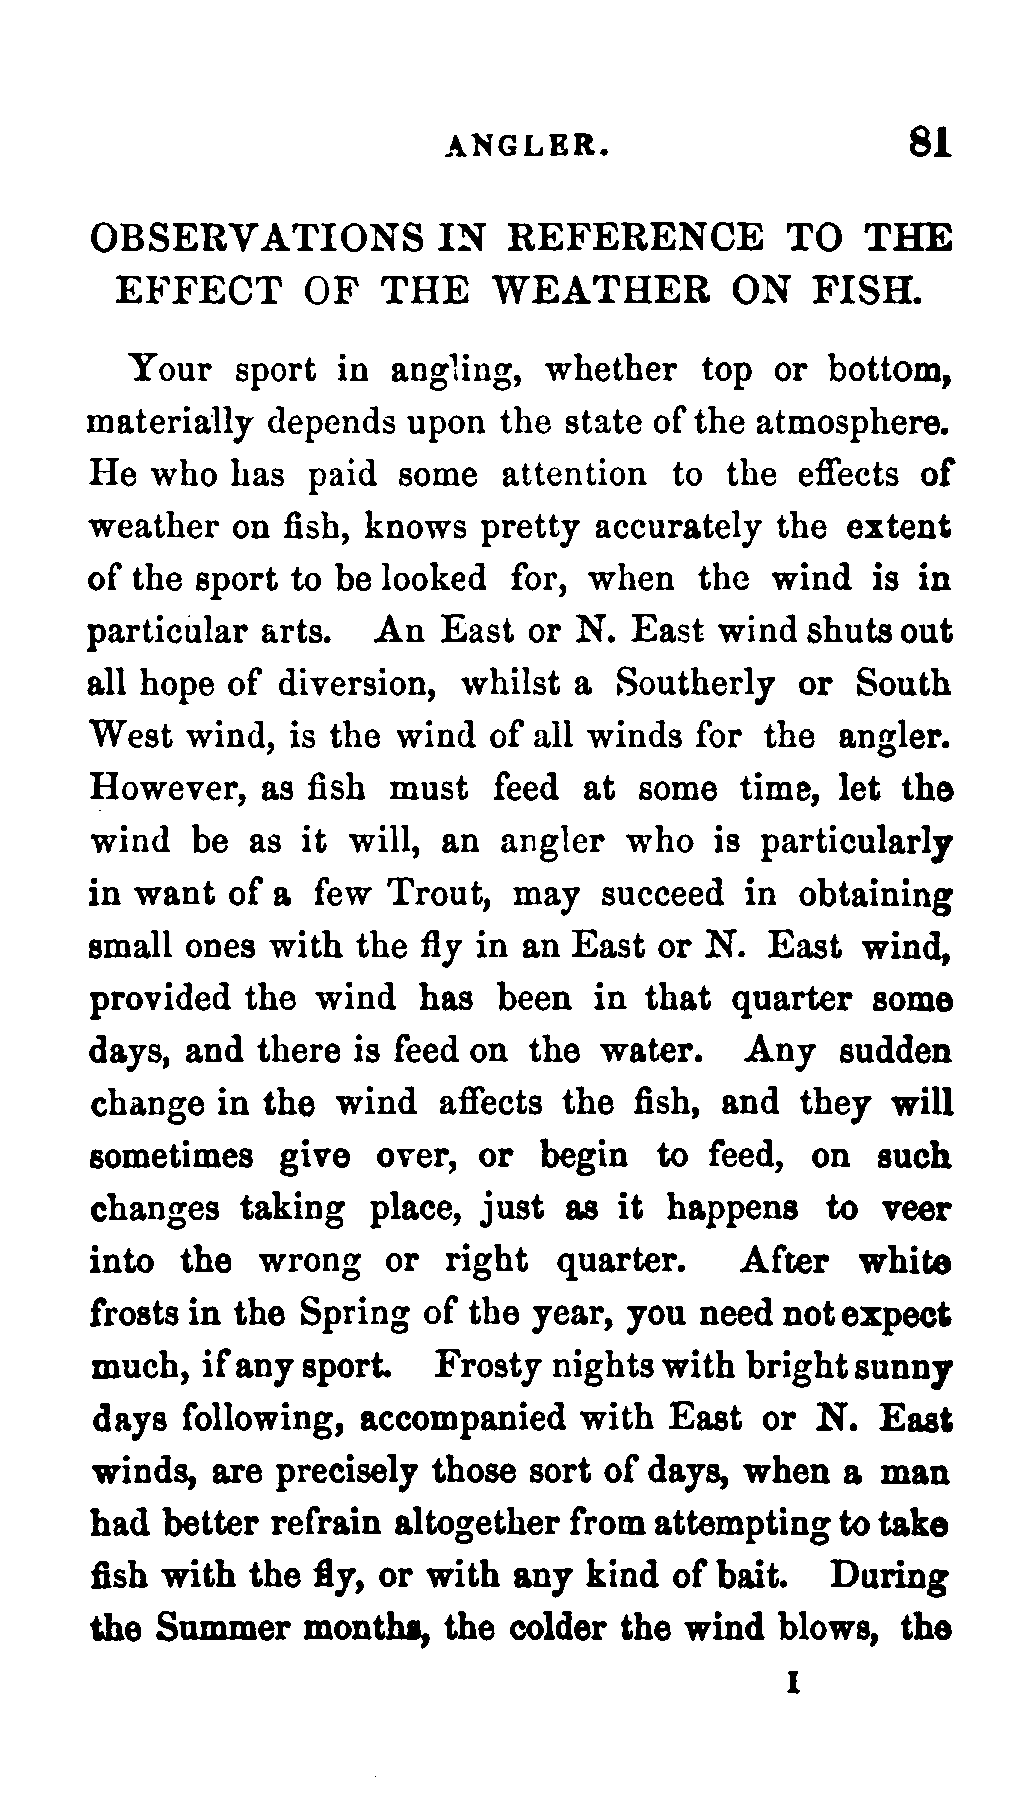 ANGLER. 81
OBSERVATIONS IN REFERENCE TO THE
EFFECT OF THE WEATHER ON FISH.
Your sport in angling, whether top or bottom,
materially depends upon the state of the atmosphere.
He who has paid some attention to the effects of
weather on fish, knows pretty accurately the extent
of the sport to be looked for, when the wind is in
particular arts. An East or N. East wind shuts out
all hope of diversion, whilst a Southerly or South
West wind, is the wind of all winds for the angler.
However, as fish must feed at some time, let the
wind be as it will, an angler who is particularly
in want of a few Trout, may succeed in obtaining
small ones with the fly in an East or N. East wind,
provided the wind has been in that quarter some
days, and there is feed on the water. Any sudden
change in the wind affects the fish, and they will
sometimes give over, or begin to feed, on such
changes taking place, just as it happens to veer
into the wrong or right quarter. After white
frosts in the Spring of the year, you need not expect
much, if any sport. Frosty nights with bright sunny
days following, accompanied with East or N. East
winds, are precisely those sort of days, when a man
had better refrain altogether from attempting to take
fish with the fly, or with any kind of bait. During
the Summer months, the colder the wind blows, the
I